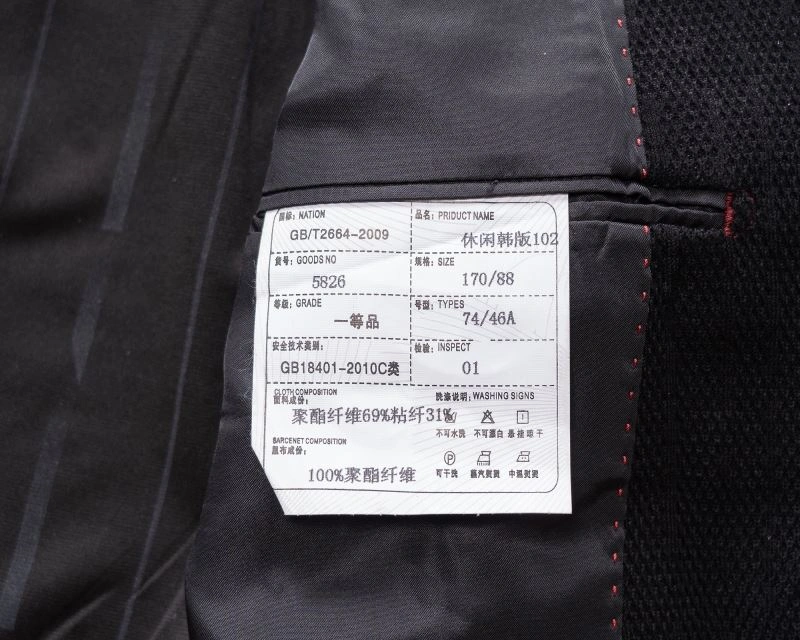 国标: NATION
GB/T2664-2009
品名: PRIDUCT NAME
休闲韩版102
货号: GOODS NO
5826
规格: SIZE
170/88
等级: GRADE
一等品
号型: TYPES
74/46A
安全技术类别:
GB18401-2010C类
检验: INSPECT
01
CLOTH COMPOSITION
面料成份:
聚酯纤维69%粘纤31%
洗涤说明: WASHING SIGNS
不可水洗 不可漂白 悬挂晾干
SARCENET COMPOSITION
里布成份:
100%聚酯纤维
P
可干洗 蒸汽熨烫 中温熨烫